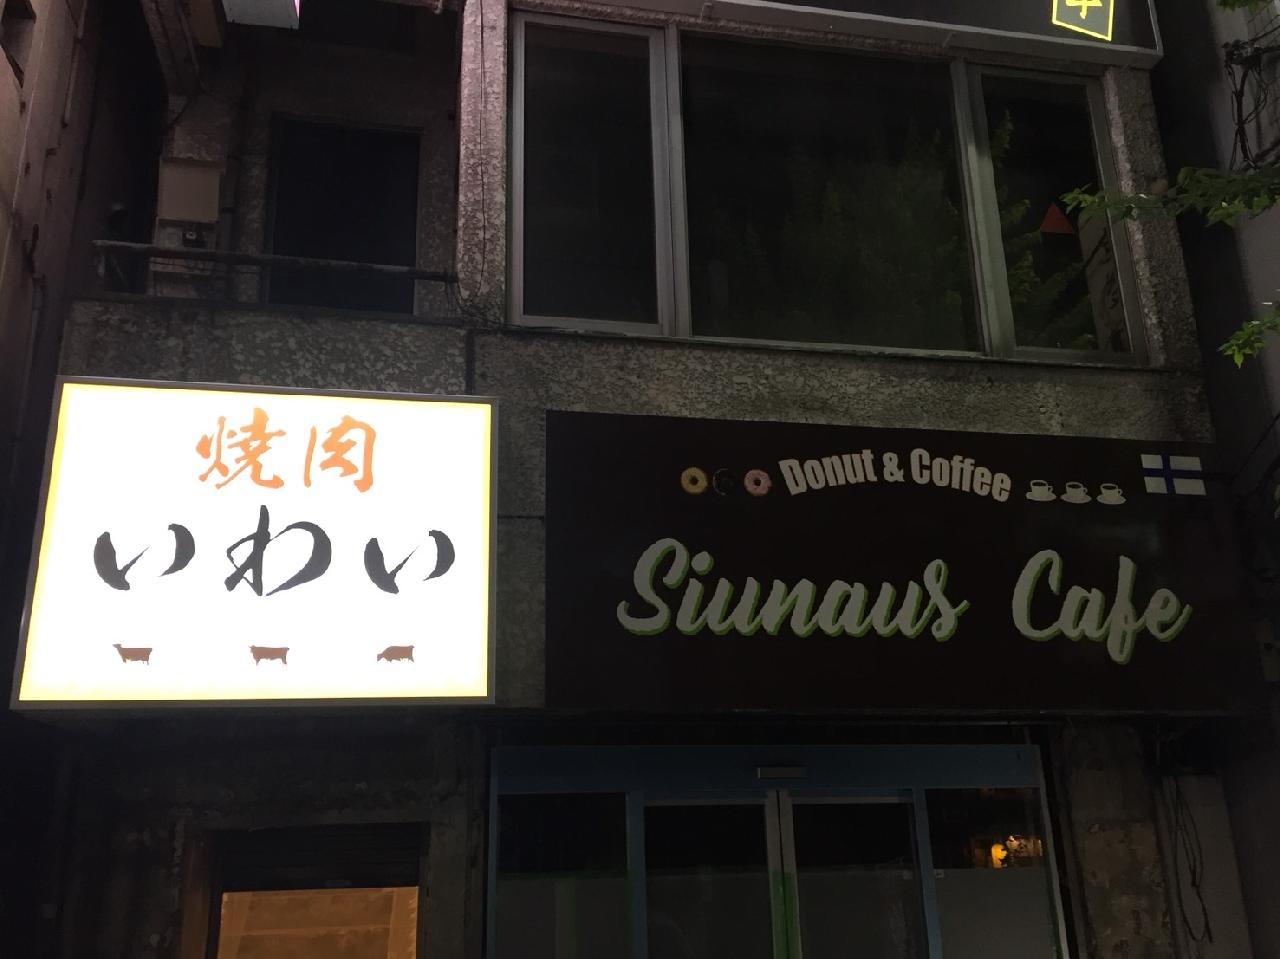 焼肉
いわい
Donut & Coffee
Siunaus Cafe